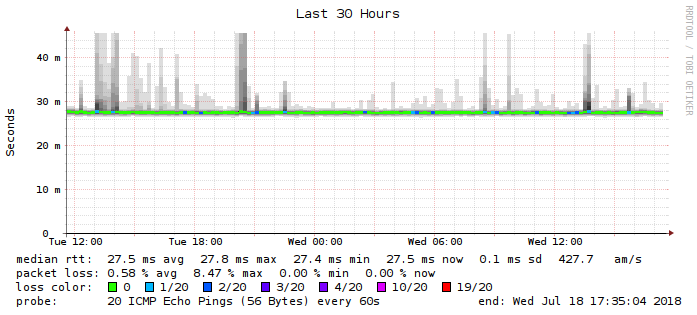 Last 30 Hours
RRDTOOL / TOBI OETIKER
Seconds
40 m
30 m
20 m
10 m
0
Tue 12:00 Tue 18:00 Wed 00:00 Wed 06:00 Wed 12:00
median rtt: 27.5 ms avg 27.8 ms max 27.4 ms min 27.5 ms now 0.1 ms sd 427.7 am/s
packet loss: 0.58 % avg 8.47 % max 0.00 % min 0.00 % now
loss color: 0 1/20 2/20 3/20 4/20 10/20 19/20
probe: 20 ICMP Echo Pings (56 Bytes) every 60s end: Wed Jul 18 17:35:04 2018